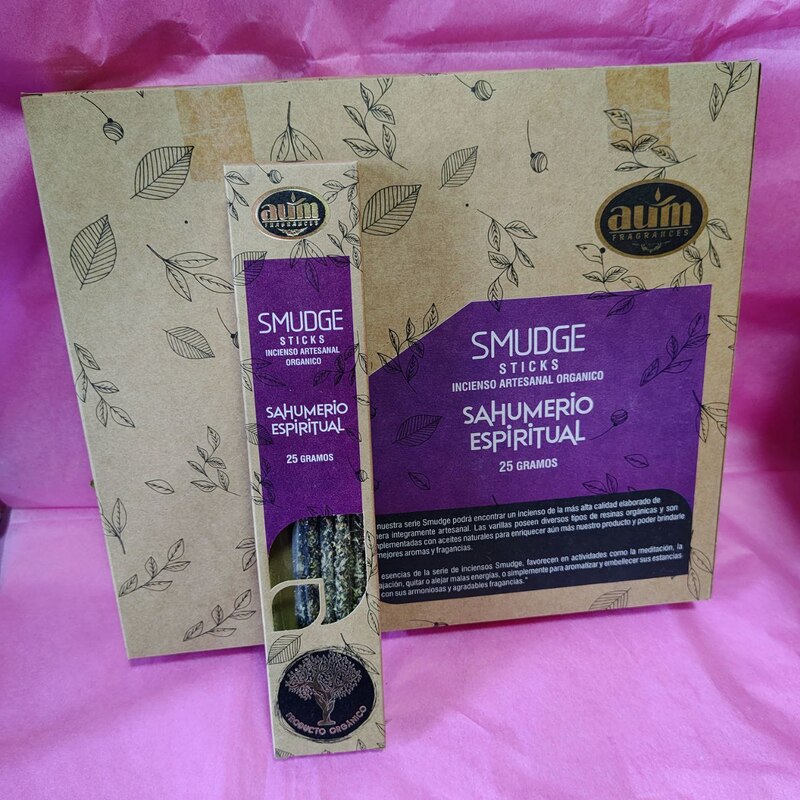 aum
FRAGRANCES
SMUDGE
STICKS
INCIENSO ARTESANAL
ORGANICO
SAHUMERIO
ESPIRITUAL
25 GRAMOS
PRODUCTO ORGÁNICO
aum
FRAGRANCES
SMUDGE
STICKS
INCIENSO ARTESANAL ORGANICO
SAHUMERIO
ESPIRITUAL
25 GRAMOS
nuestra serie Smudge podrá encontrar un incienso de la más alta calidad elaborado de
era integramente artesanal. Las varillas poseen diversos tipos de resinas orgánicas y son
plementadas con aceites naturales para enriquecer aún más nuestro producto y poder brindarle
mejores aromas y fragancias.
esencias de la serie de inciensos Smudge, favorecen en actividades como la meditación, la
ajación, quitar o alejar malas energías, o simplemente para aromatizar y embellecer sus estancias
con sus armoniosas y agradables fragancias."